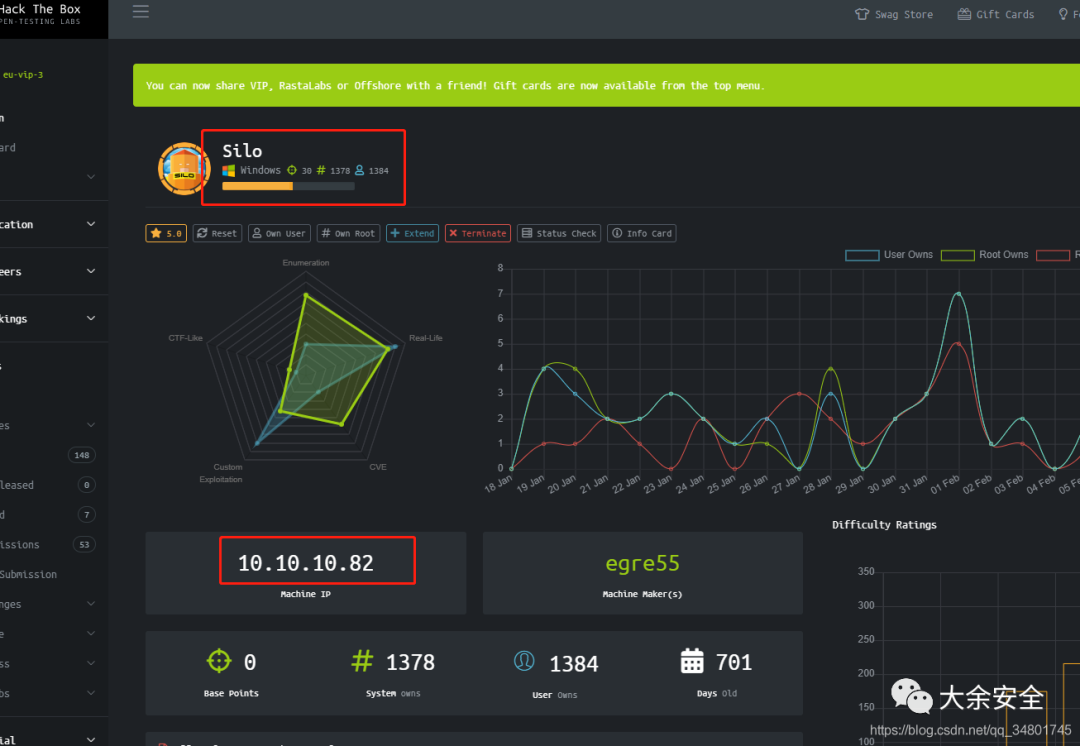 Hack The Box
PEN-TESTING LABS
Swag Store
Gift Cards
eu-vip-3
You can now share VIP, RastaLabs or Offshore with a friend! Gift cards are now available from the top menu.
Silo
Windows 30 # 1378 1384
SILO
5.0
Reset
Own User
# Own Root
+ Extend
Terminate
Status Check
Info Card
Enumeration
Real-Life
CVE
Custom
Exploitation
CTF-Like
User Owns
Root Owns
8
7
6
5
4
3
2
1
0
18 Jan
19 Jan
20 Jan
21 Jan
22 Jan
23 Jan
24 Jan
25 Jan
26 Jan
27 Jan
28 Jan
29 Jan
30 Jan
31 Jan
01 Feb
02 Feb
03 Feb
04 Feb
05 Fe
cation
eers
kings
es
148
leased
0
d
7
issions
53
Submission
nges
e
ss
bs
ial
10.10.10.82
Machine IP
egre55
Machine Maker(s)
0
Base Points
# 1378
System owns
1384
User Owns
701
Days Old
Difficulty Ratings
350
300
250
200
150
100
大余安全
https://blog.csdn.net/qq_34801745